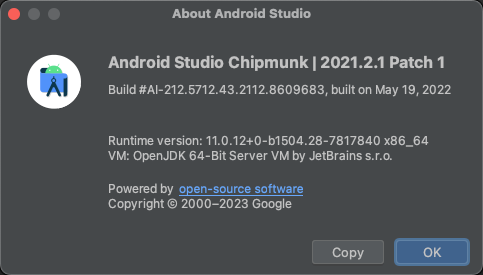 About Android Studio
Android Studio Chipmunk | 2021.2.1 Patch 1
Build #AI-212.5712.43.2112.8609683, built on May 19, 2022
Runtime version: 11.0.12+0-b1504.28-7817840 x86_64
VM: OpenJDK 64-Bit Server VM by JetBrains s.r.o.
Powered by open-source software
Copyright © 2000–2023 Google
Copy
OK